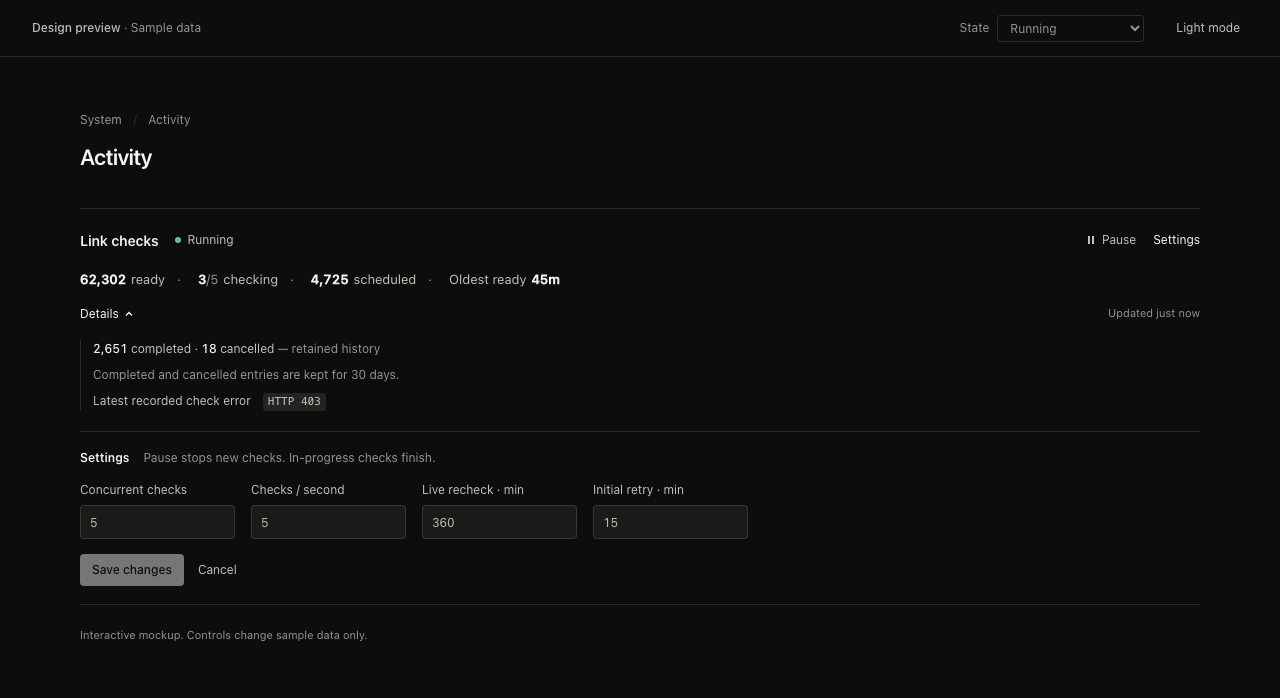 Design preview · Sample data
State Running Light mode
System / Activity
Activity
Link checks Running Pause Settings
62,302 ready · 3/5 checking · 4,725 scheduled · Oldest ready 45m
Details Updated just now
2,651 completed · 18 cancelled — retained history
Completed and cancelled entries are kept for 30 days.
Latest recorded check error HTTP 403
Settings Pause stops new checks. In-progress checks finish.
Concurrent checks Checks / second Live recheck · min Initial retry · min
5 5 360 15
Save changes Cancel
Interactive mockup. Controls change sample data only.